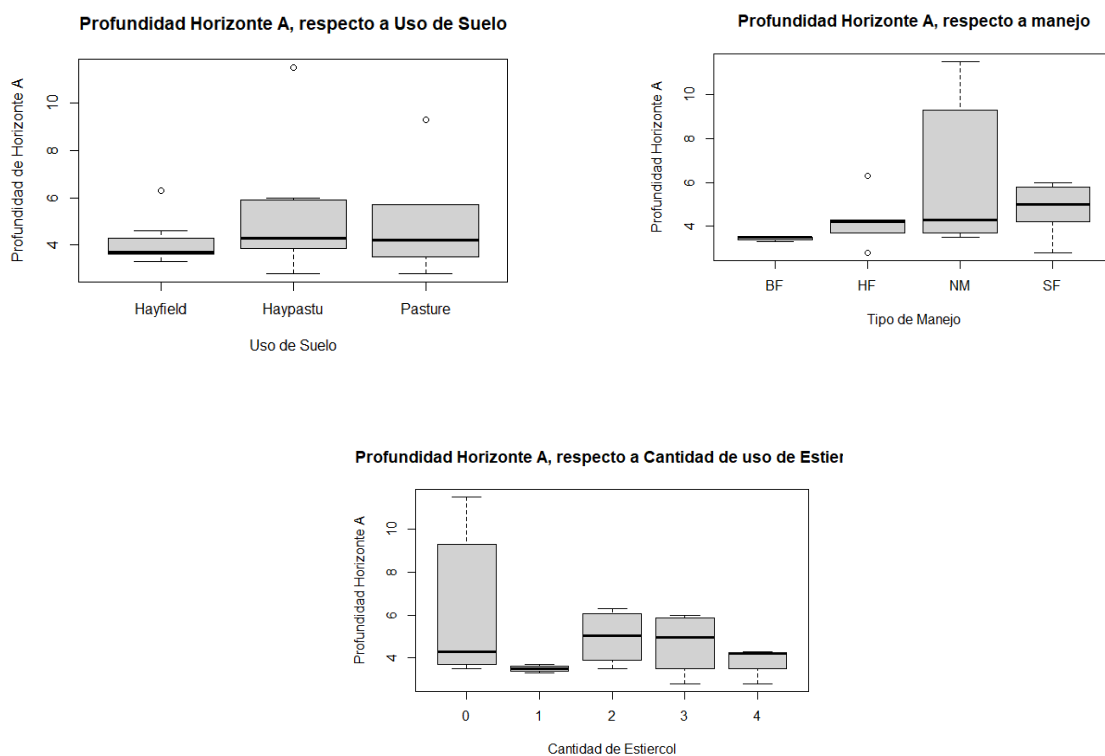 Profundidad Horizonte A, respecto a Uso de Suelo
Profundidad de Horizonte A
10
6
4
Hayfield Haypastu Pasture
Uso de Suelo
Profundidad Horizonte A, respecto a manejo
Profundidad Horizonte A
10
8
6
4
BF HF NM SF
Tipo de Manejo
Profundidad Horizonte A, respecto a Cantidad de uso de Estier
Profundidad Horizonte A
10
8
6
4
0 1 2 3 4
Cantidad de Estiercol